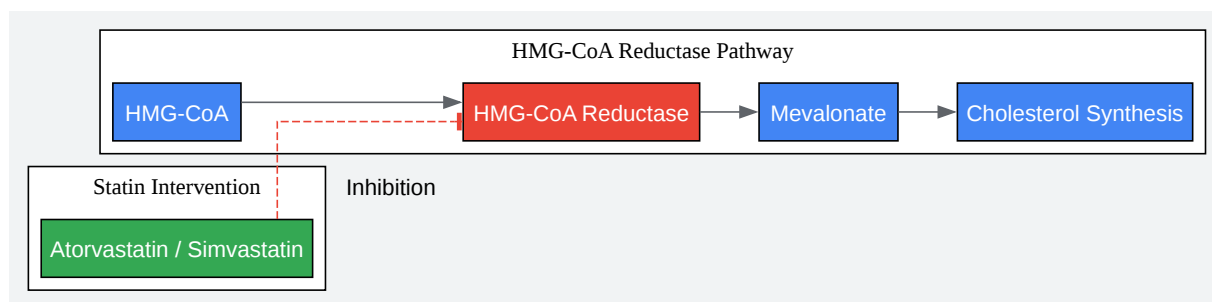 HMG-CoA Reductase Pathway
HMG-CoA
HMG-CoA Reductase
Mevalonate
Cholesterol Synthesis
Statin Intervention
Inhibition
Atorvastatin / Simvastatin